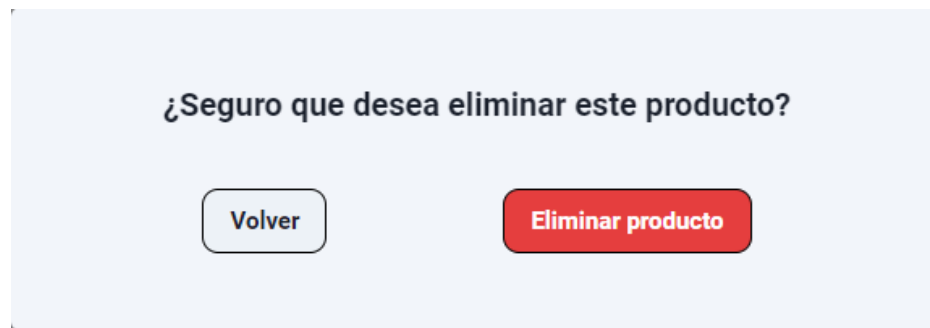 ¿Seguro que desea eliminar este producto?
Volver
Eliminar producto